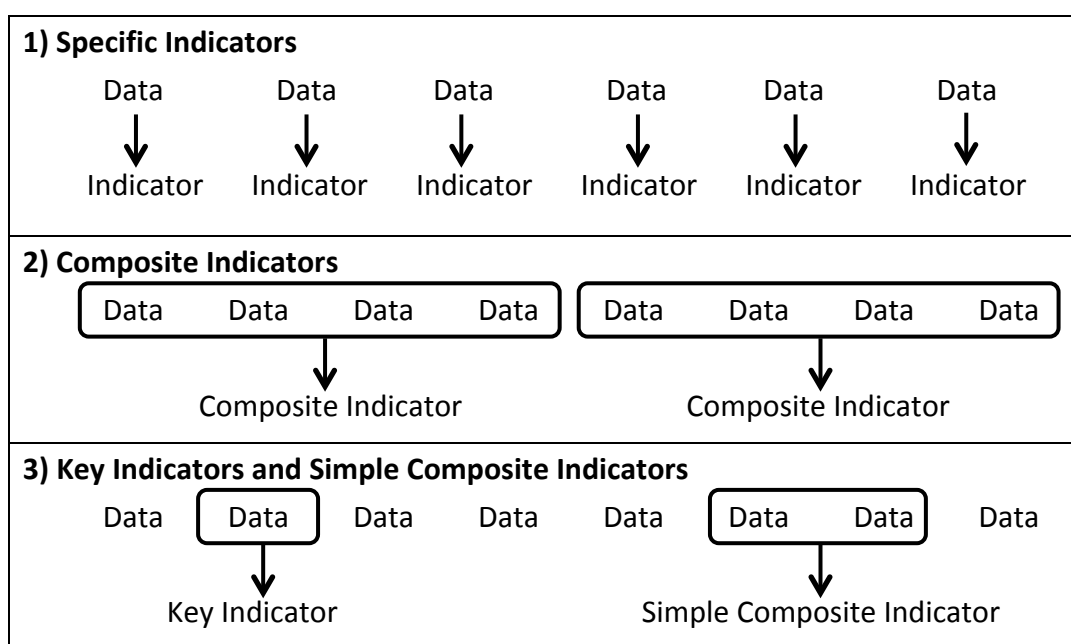 1) Specific Indicators
Data Data Data Data Data Data
Indicator Indicator Indicator Indicator Indicator Indicator
2) Composite Indicators
Data Data Data Data Data Data Data Data
Composite Indicator Composite Indicator
3) Key Indicators and Simple Composite Indicators
Data Data Data Data Data Data Data Data
Key Indicator Simple Composite Indicator